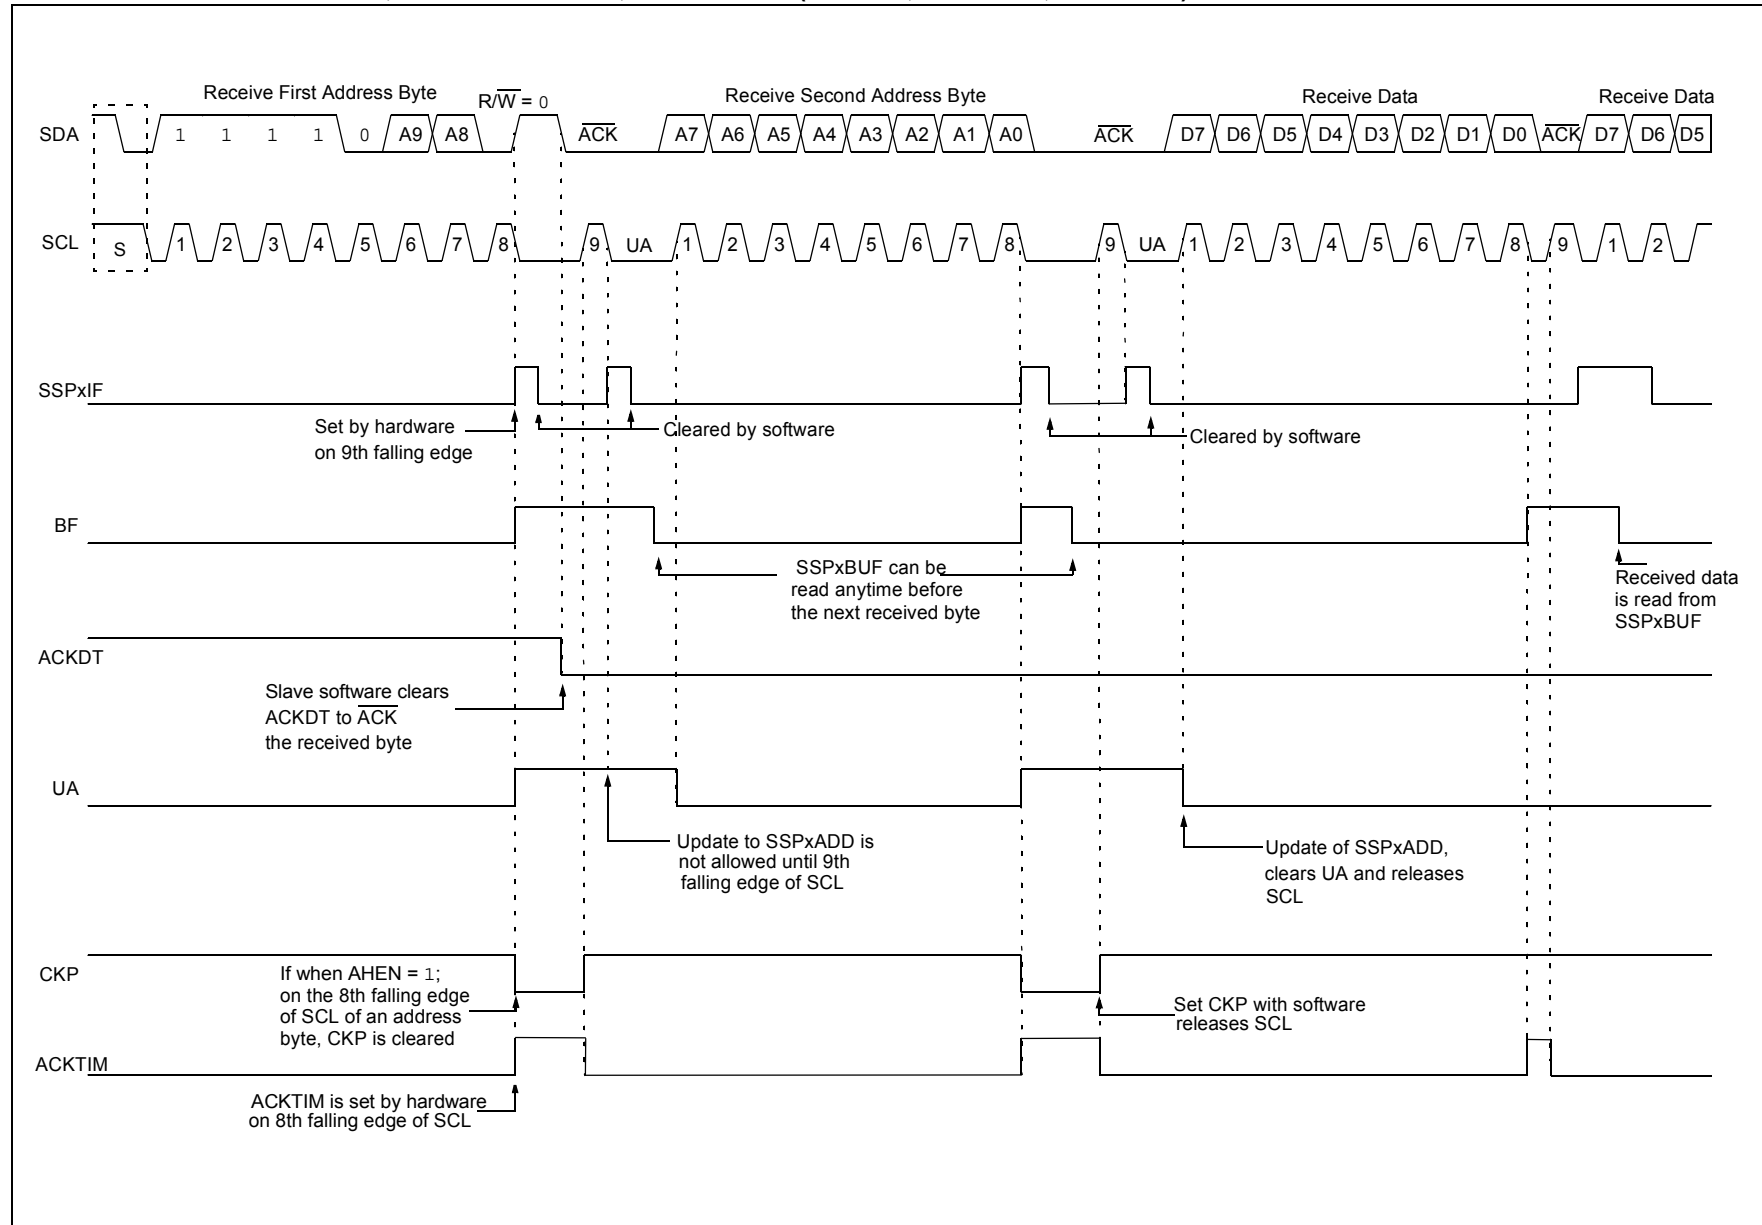 Receive First Address Byte
R/W = 0
Receive Second Address Byte
Receive Data
Receive Data
SDA
1 1 1 1 0 A9 A8 ACK A7 A6 A5 A4 A3 A2 A1 A0 ACK D7 D6 D5 D4 D3 D2 D1 D0 ACK D7 D6 D5
SCL
S 1 2 3 4 5 6 7 8 9 UA 1 2 3 4 5 6 7 8 9 UA 1 2 3 4 5 6 7 8 9 1 2
SSPxIF
Set by hardware
on 9th falling edge
Cleared by software
Cleared by software
BF
SSPxBUF can be
read anytime before
the next received byte
Received data
is read from
SSPxBUF
ACKDT
Slave software clears
ACKDT to ACK
the received byte
UA
Update to SSPxADD is
not allowed until 9th
falling edge of SCL
Update of SSPxADD,
clears UA and releases
SCL
CKP
If when AHEN = 1;
on the 8th falling edge
of SCL of an address
byte, CKP is cleared
Set CKP with software
releases SCL
ACKTIM
ACKTIM is set by hardware
on 8th falling edge of SCL